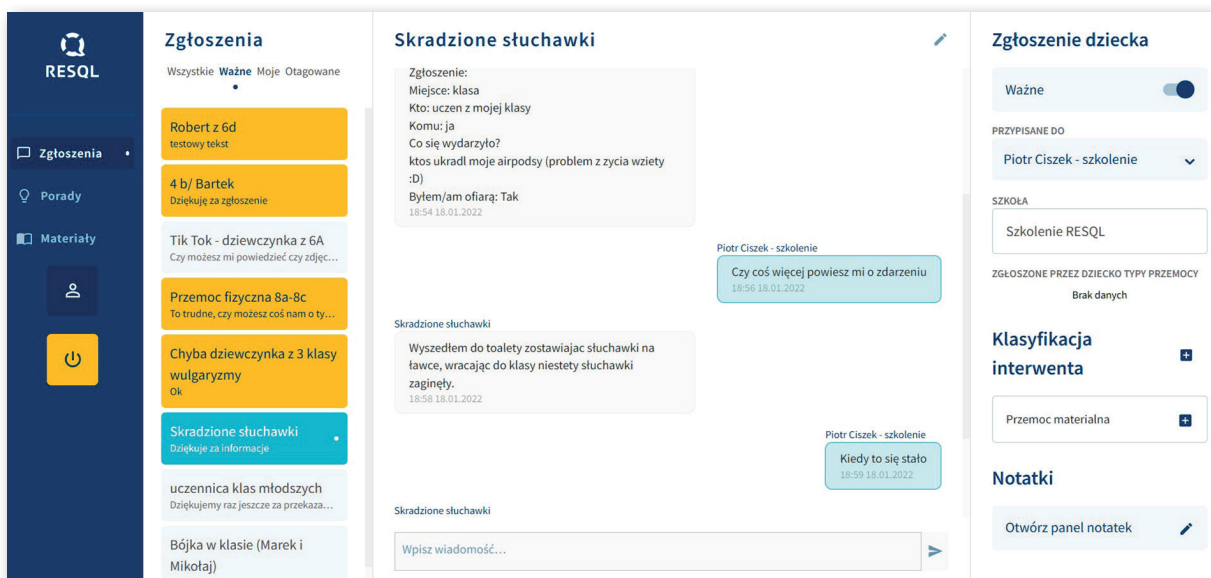 RESQL
Zgłoszenia
Porady
Materiały
Zgłoszenia
Wszystkie Ważne Moje Otagowane
Robert z 6d
testowy tekst
4 b/ Bartek
Dziękuję za zgłoszenie
Tik Tok - dziewczynka z 6A
Czy możesz mi powiedzieć czy zdjęc...
Przemoc fizyczna 8a-8c
To trudne, czy możesz coś nam o ty...
Chyba dziewczynka z 3 klasy
wulgaryzmy
Ok
Skradzione słuchawki
Dziękuje za informacje
uczennica klas młodszych
Dziękujemy raz jeszcze za przekaza...
Bójka w klasie (Marek i
Mikołaj)
Skradzione słuchawki
Zgłoszenie:
Miejsce: klasa
Kto: uczen z mojej klasy
Komu: ja
Co się wydarzyło?
ktos ukradl moje airpodsy (problem z zycia wziety
:D)
Byłem/am ofiarą: Tak
18:54 18.01.2022
Piotr Ciszek - szkolenie
Czy coś więcej powiesz mi o zdarzeniu
18:56 18.01.2022
Skradzione słuchawki
Wyszedłem do toalety zostawiajac słuchawki na
ławce, wracając do klasy niestety słuchawki
zaginęły.
18:58 18.01.2022
Piotr Ciszek - szkolenie
Kiedy to się stało
18:59 18.01.2022
Skradzione słuchawki
Wpisz wiadomość...
Zgłoszenie dziecka
Ważne
PRZYPISANE DO
Piotr Ciszek - szkolenie
SZKOŁA
Szkolenie RESQL
ZGŁOSZONE PRZEZ DZIECKO TYPY PRZEMOCY
Brak danych
Klasyfikacja
interwenta
Przemoc materialna
Notatki
Otwórz panel notatek